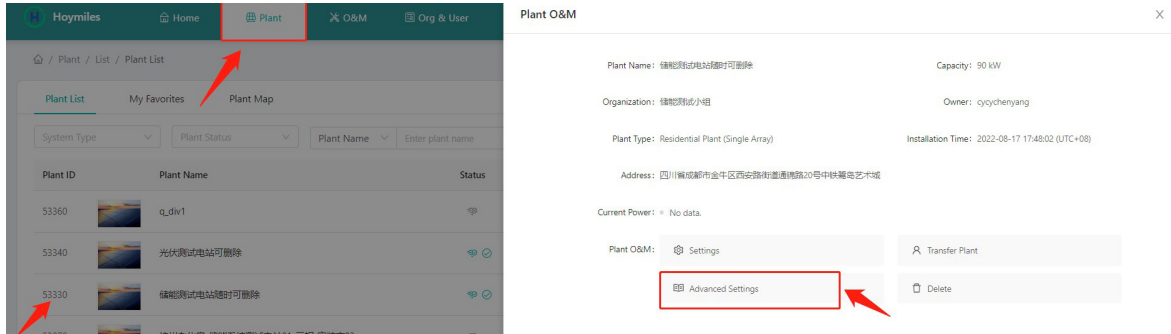 Hoymiles
Home
Plant
O&M
Org & User
/ Plant / List / Plant List
Plant List
My Favorites
Plant Map
System Type
Plant Status
Plant Name
Enter plant name
Plant ID
Plant Name
Status
53360
q_div1
53340
光伏测试电站可删除
53330
储能测试电站随时可删除
Plant O&M
Plant Name: 储能测试电站随时可删除
Capacity: 90 kW
Organization: 储能测试小组
Owner: cycychenyang
Plant Type: Residential Plant (Single Array)
Installation Time: 2022-08-17 17:48:02 (UTC+08)
Address: 四川省成都市金牛区西安路街道通锦路20号中铁鹭岛艺术城
Current Power: No data.
Plant O&M:
Settings
Transfer Plant
Advanced Settings
Delete